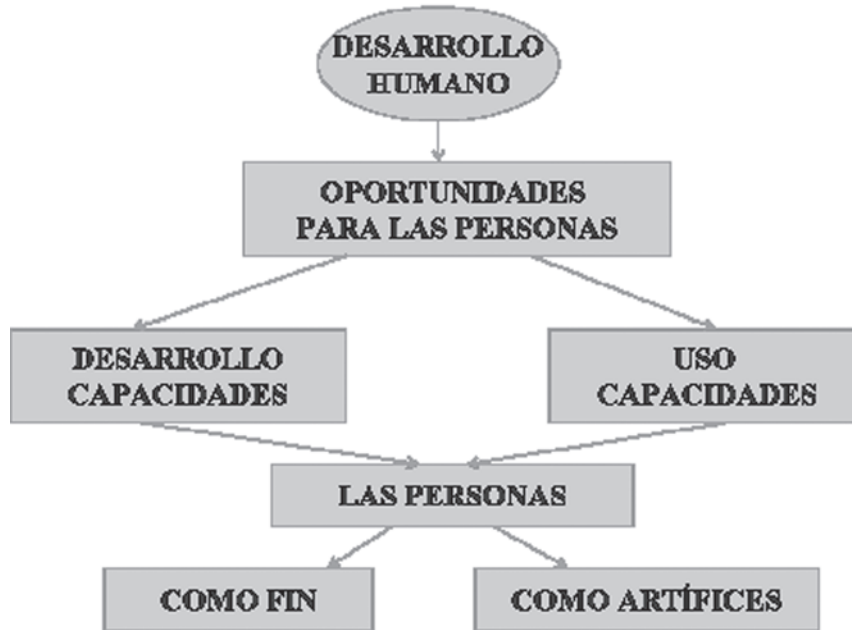 DESARROLLO
HUMANO
OPORTUNIDADES
PARA LAS PERSONAS
DESARROLLO
CAPACIDADES
USO
CAPACIDADES
LAS PERSONAS
COMO FIN
COMO ARTÍFICES